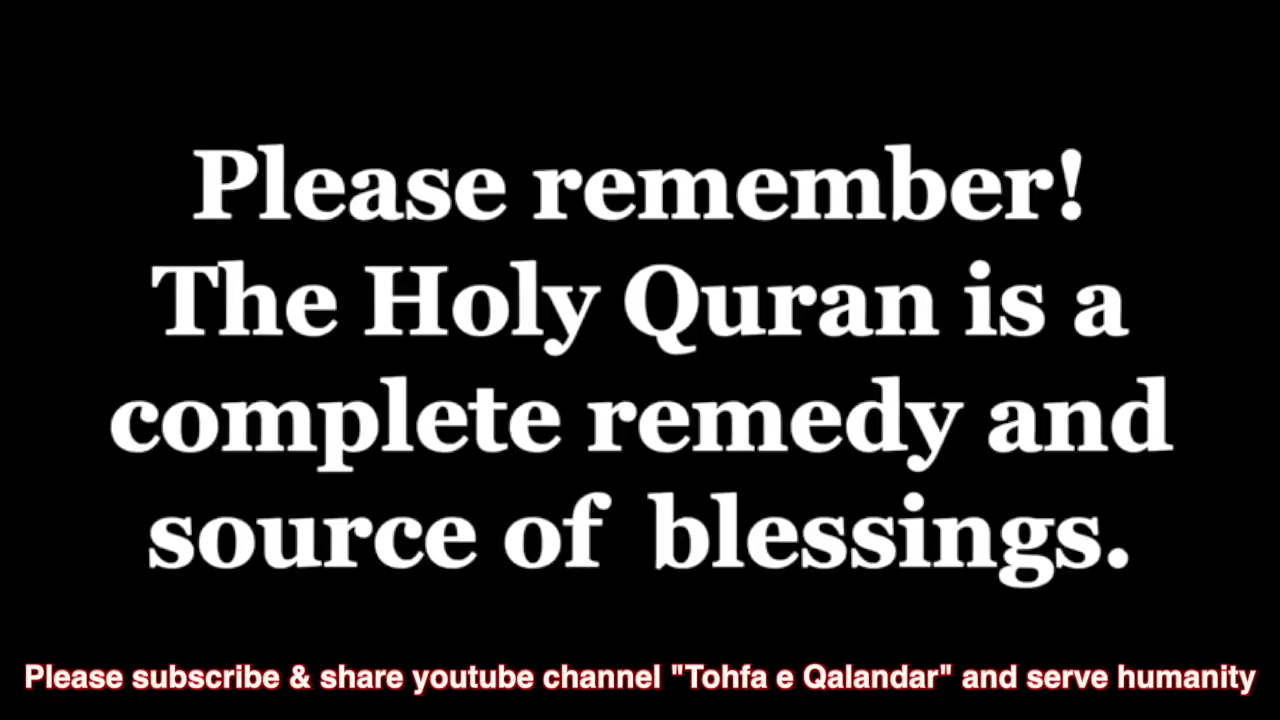 Please remember!
The Holy Quran is a
complete remedy and
source of blessings.
Please subscribe & share youtube channel "Tohfa e Qalandar" and serve humanity